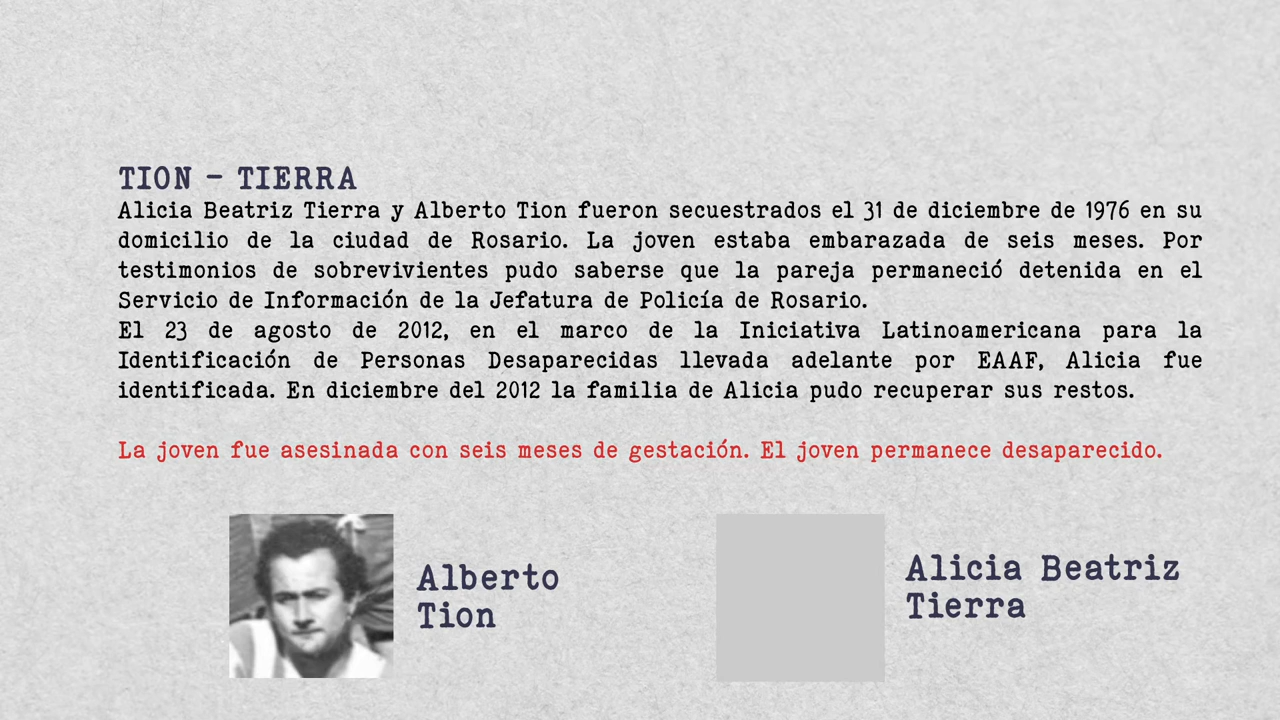 TION – TIERRA
Alicia Beatriz Tierra y Alberto Tion fueron secuestrados el 31 de diciembre de 1976 en su
domicilio de la ciudad de Rosario. La joven estaba embarazada de seis meses. Por
testimonios de sobrevivientes pudo saberse que la pareja permaneció detenida en el
Servicio de Información de la Jefatura de Policía de Rosario.
El 23 de agosto de 2012, en el marco de la Iniciativa Latinoamericana para la
Identificación de Personas Desaparecidas llevada adelante por EAAF, Alicia fue
identificada. En diciembre del 2012 la familia de Alicia pudo recuperar sus restos.
La joven fue asesinada con seis meses de gestación. El joven permanece desaparecido.
Alberto
Tion
Alicia Beatriz
Tierra